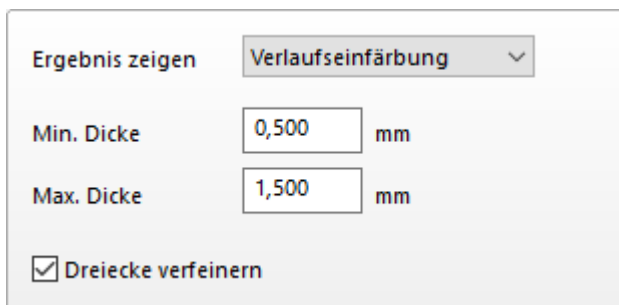 Ergebnis zeigen Verlaufseinfärbung
Min. Dicke 0,500 mm
Max. Dicke 1,500 mm
Dreiecke verfeinern